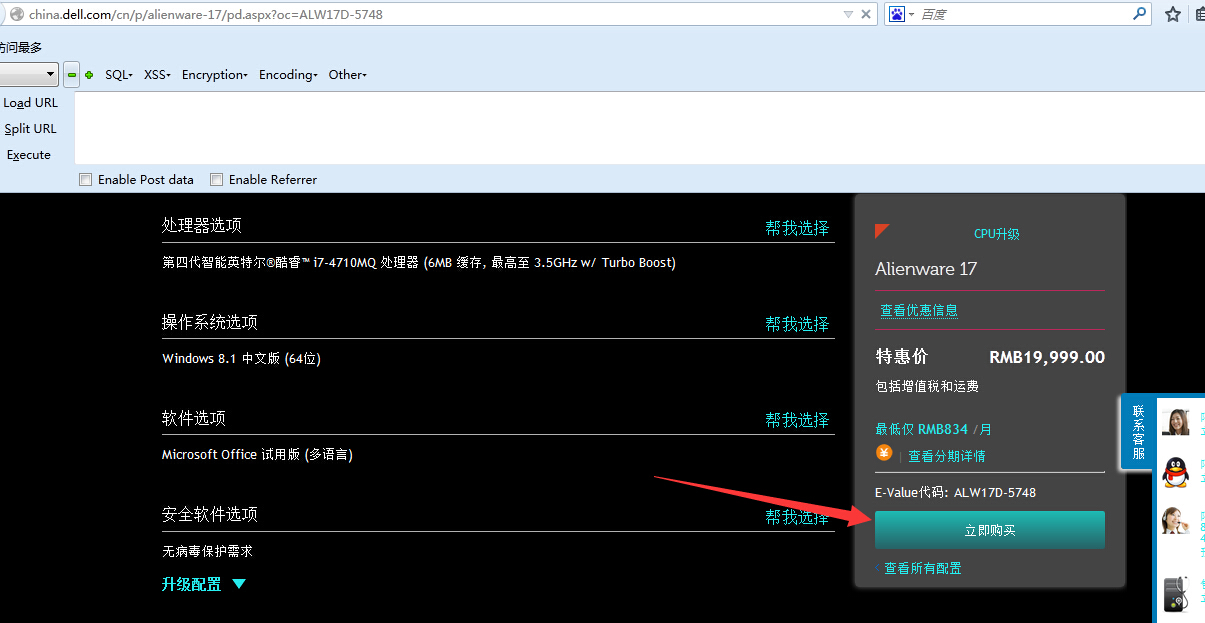 china.dell.com/cn/p/alienware-17/pd.aspx?oc=ALW17D-5748
百度
访问最多
SQL XSS Encryption Encoding Other
Load URL
Split URL
Execute
Enable Post data Enable Referrer
处理器选项 帮我选择
第四代智能英特尔®酷睿™ i7-4710MQ 处理器 (6MB 缓存, 最高至 3.5GHz w/ Turbo Boost)
操作系统选项 帮我选择
Windows 8.1 中文版 (64位)
软件选项 帮我选择
Microsoft Office 试用版 (多语言)
安全软件选项 帮我选择
无病毒保护需求
升级配置
CPU升级
Alienware 17
查看优惠信息
特惠价 RMB19,999.00
包括增值税和运费
最低仅 RMB834 /月
¥ | 查看分期详情
E-Value代码: ALW17D-5748
立即购买
查看所有配置
联系客服